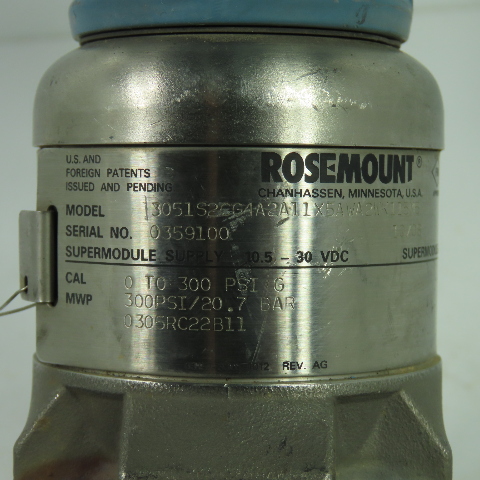 U.S. AND
FOREIGN PATENTS
ISSUED AND PENDING
ROSEMOUNT®
CHANHASSEN, MINNESOTA, U.S.A.
MODEL
SERIAL NO. 0359100
SUPERMODULE SUPPLY 10.5 - 30 VDC
CAL 0 TO 300 PSI G
MWP 300PSI/20.7 BAR
0305RC22B11
REV. AG